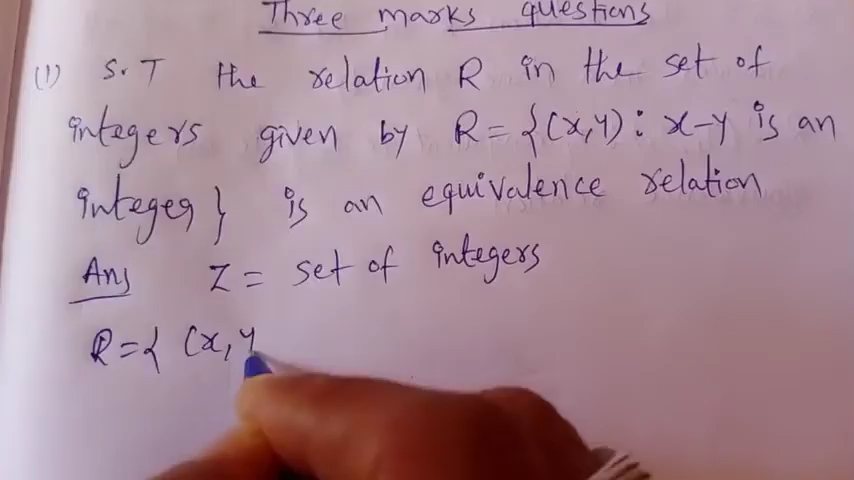 Three marks questions
(1) S.T the relation R in the set of
integers given by R = {(x,y) : x-y is an
integer} is an equivalence relation
Ans Z = set of integers
R = { (x, y